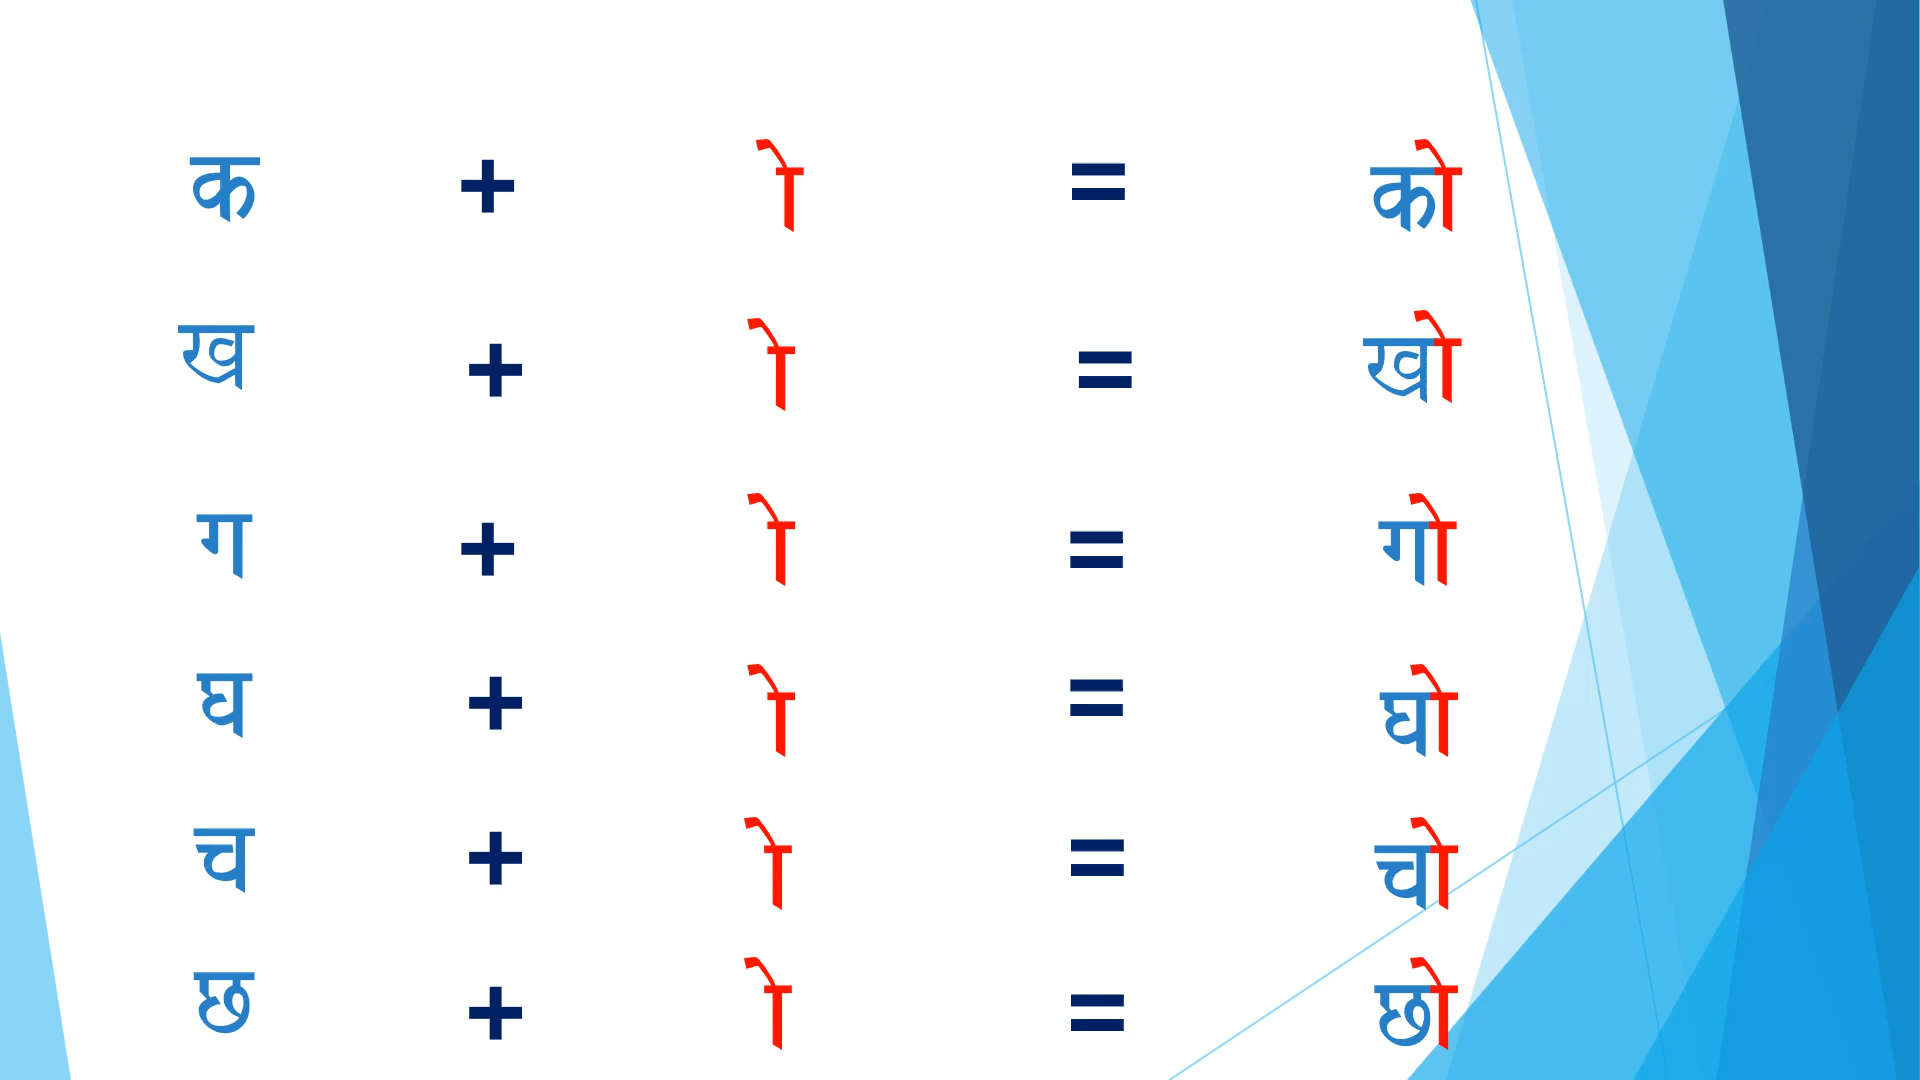 क + ो = को
ख + ो = खो
ग + ो = गो
घ + ो = घो
च + ो = चो
छ + ो = छो